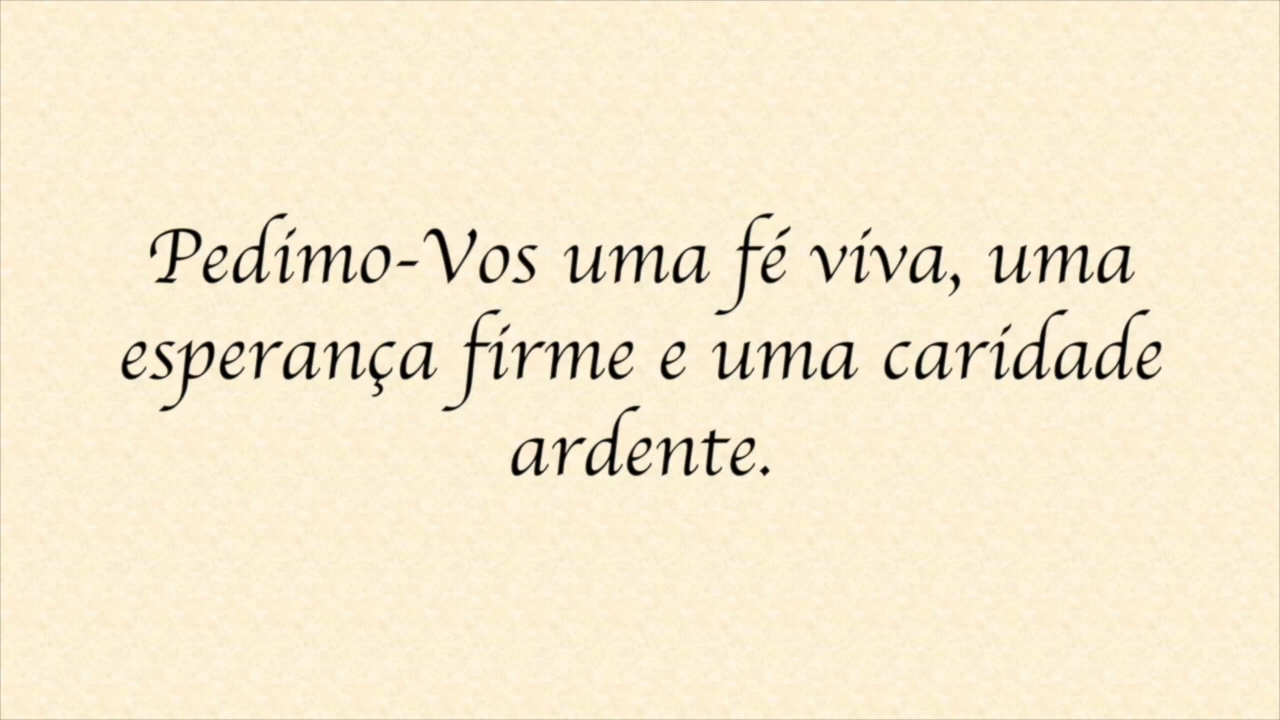 Pedimo-Vos uma fé viva, uma
esperança firme e uma caridade
ardente.